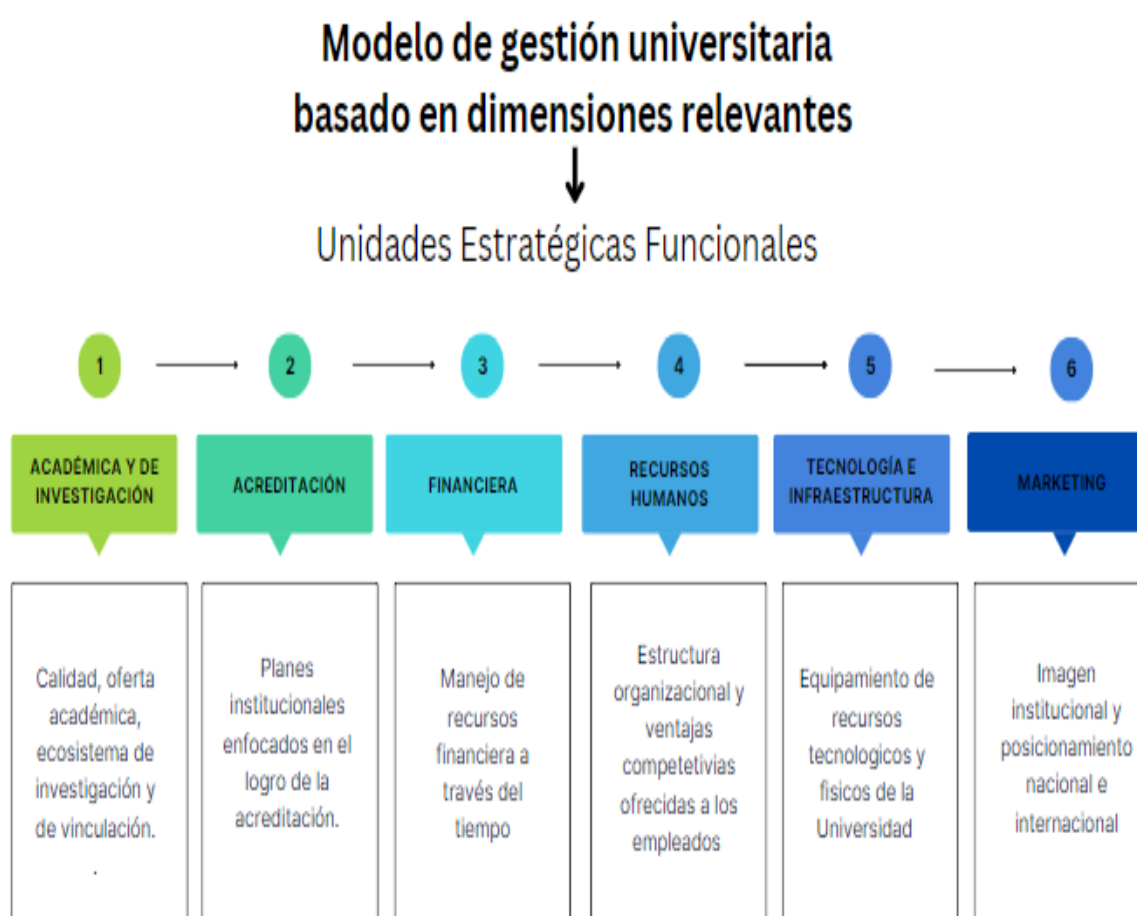 Modelo de gestión universitaria
basado en dimensiones relevantes
Unidades Estratégicas Funcionales
1
2
3
4
5
6
ACADÉMICA Y DE
INVESTIGACIÓN
ACREDITACIÓN
FINANCIERA
RECURSOS
HUMANOS
TECNOLOGÍA E
INFRAESTRUCTURA
MARKETING
Calidad, oferta
académica,
ecosistema de
investigación y
de vinculación.
.
Planes
institucionales
enfocados en el
logro de la
acreditación.
Manejo de
recursos
financiera a
través del
tiempo
Estructura
organizacional y
ventajas
competetivias
ofrecidas a los
empleados
Equipamiento de
recursos
tecnologicos y
fisicos de la
Universidad
Imagen
institucional y
posicionamiento
nacional e
internacional